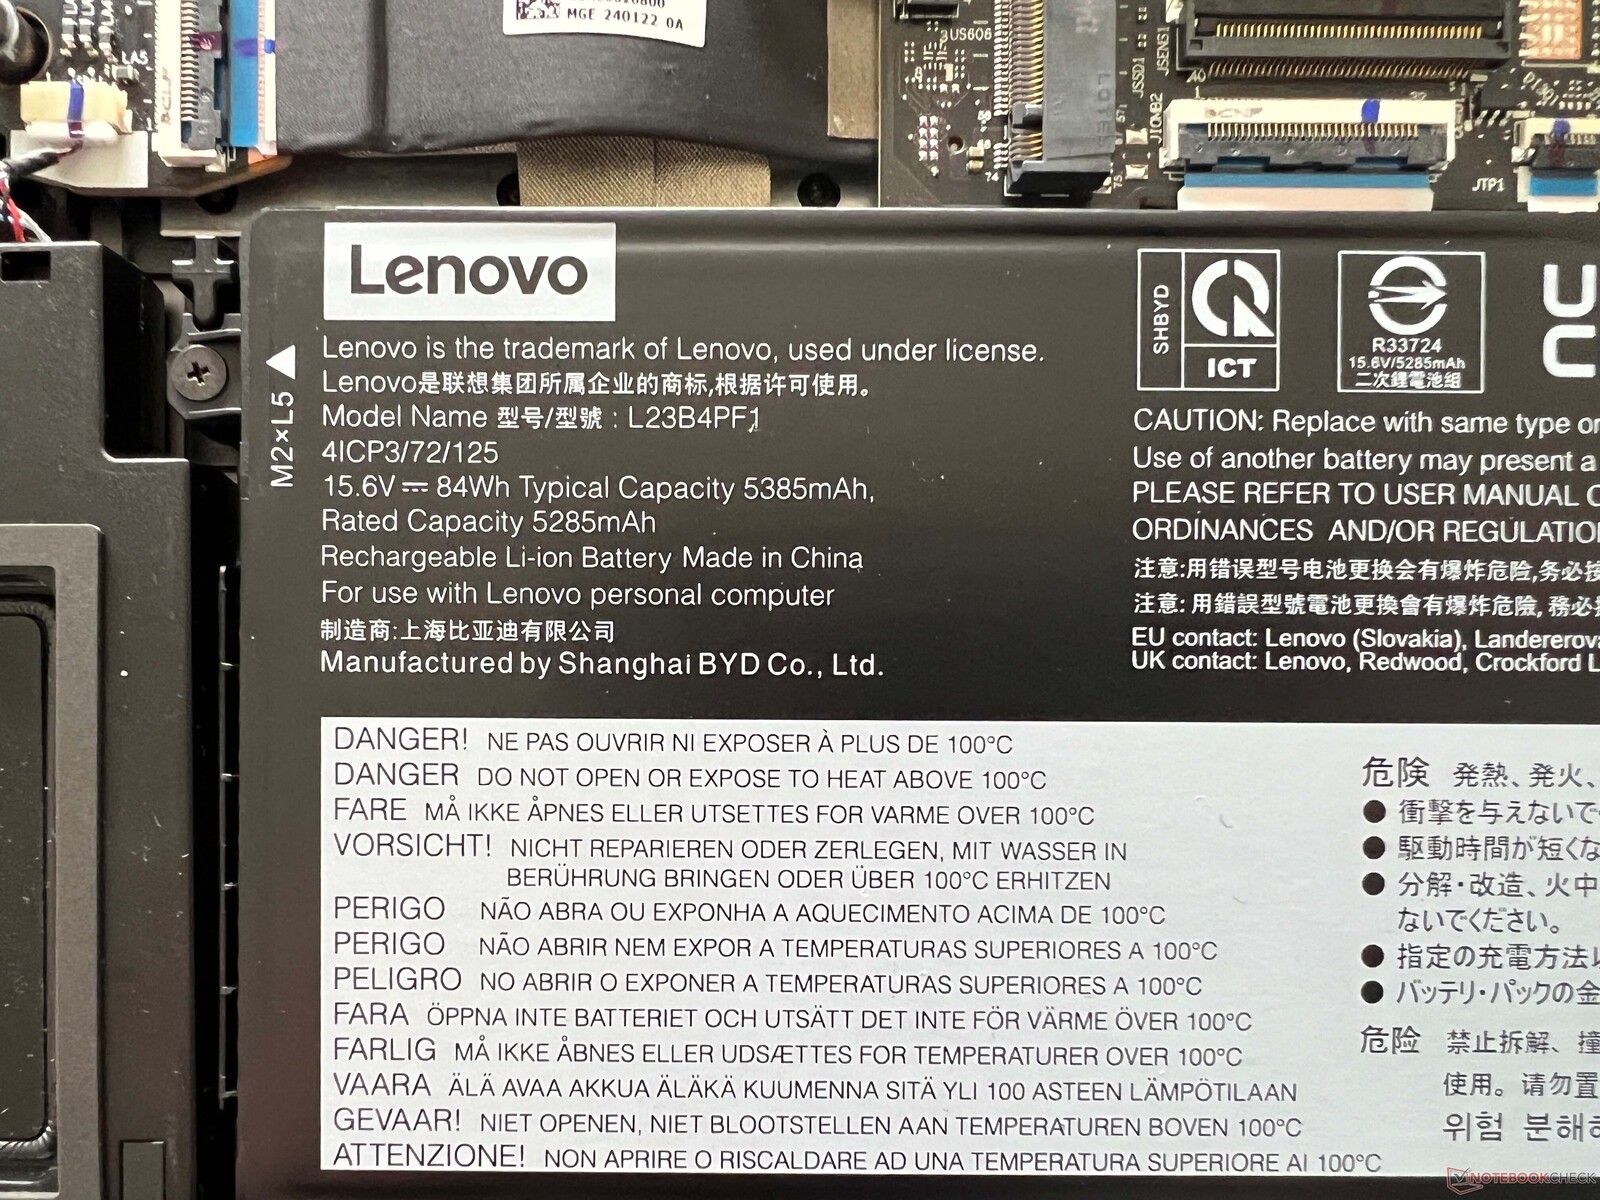 MGE 240122 0A
US606
JSSD1
JSENS1
JIONB2
LA5
JTP1
Lenovo
Lenovo is the trademark of Lenovo, used under license.
Lenovo是联想集团所属企业的商标,根据许可使用。
Model Name 型号/型號 : L23B4PF1
4ICP3/72/125
15.6V⎓ 84Wh Typical Capacity 5385mAh,
Rated Capacity 5285mAh
Rechargeable Li-ion Battery Made in China
For use with Lenovo personal computer
制造商:上海比亚迪有限公司
Manufactured by Shanghai BYD Co., Ltd.
M2×L5
SHBYD
ICT
R33724
15.6V/5285mAh
二次鋰電池組
CAUTION: Replace with same type or
Use of another battery may present a
PLEASE REFER TO USER MANUAL
ORDINANCES AND/OR REGULATIO
注意:用错误型号电池更换会有爆炸危险,务必按
注意: 用錯誤型號電池更換會有爆炸危險, 務必
EU contact: Lenovo (Slovakia), Landererova
UK contact: Lenovo, Redwood, Crockford L
DANGER! NE PAS OUVRIR NI EXPOSER À PLUS DE 100°C
DANGER DO NOT OPEN OR EXPOSE TO HEAT ABOVE 100°C
FARE MÅ IKKE ÅPNES ELLER UTSETTES FOR VARME OVER 100°C
VORSICHT! NICHT REPARIEREN ODER ZERLEGEN, MIT WASSER IN
BERÜHRUNG BRINGEN ODER ÜBER 100°C ERHITZEN
PERIGO NÃO ABRA OU EXPONHA A AQUECIMENTO ACIMA DE 100°C
PERIGO NÃO ABRIR NEM EXPOR A TEMPERATURAS SUPERIORES A 100°C
PELIGRO NO ABRIR O EXPONER A TEMPERATURAS SUPERIORES A 100°C
FARA ÖPPNA INTE BATTERIET OCH UTSÄTT DET INTE FÖR VÄRME ÖVER 100°C
FARLIG MÅ IKKE ÅBNES ELLER UDSÆTTES FOR TEMPERATURER OVER 100°C
VAARA ÄLÄ AVAA AKKUA ÄLÄKÄ KUUMENNA SITÄ YLI 100 ASTEEN LÄMPÖTILAAN
GEVAAR! NIET OPENEN, NIET BLOOTSTELLEN AAN TEMPERATUREN BOVEN 100°C
ATTENZIONE! NON APRIRE O RISCALDARE AD UNA TEMPERATURA SUPERIORE AI 100°C
危険 発熱、発火、
● 衝撃を与えないで
● 駆動時間が短くな
● 分解・改造、火中
ないでください。
● 指定の充電方法以
● バッテリ・パックの金
危险 禁止拆解、撞
使用。请勿置
위험 분해하
NOTEBOOKCHECK